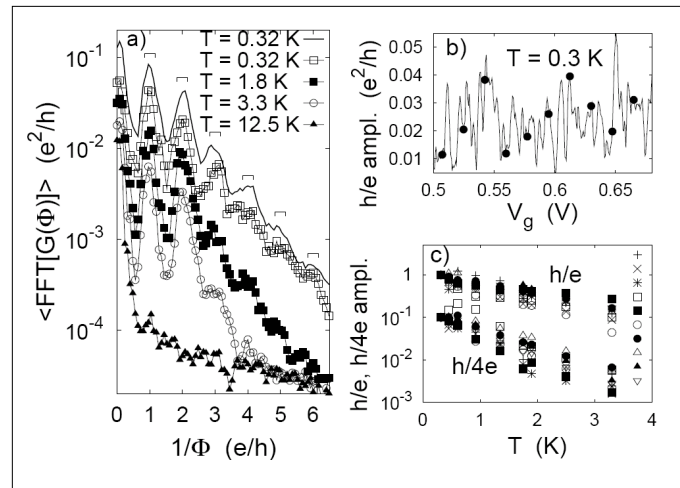 a)
T = 0.32 K
T = 0.32 K
T = 1.8 K
T = 3.3 K
T = 12.5 K
<FFT[G(Φ)]> (e²/h)
10⁻¹
10⁻²
10⁻³
10⁻⁴
0 1 2 3 4 5 6
1/Φ (e/h)
b)
T = 0.3 K
h/e ampl. (e²/h)
0.05
0.04
0.03
0.02
0.01
0.5 0.55 0.6 0.65
V_g (V)
c)
h/e
h/4e
h/e, h/4e ampl.
1
10⁻¹
10⁻²
10⁻³
0 1 2 3 4
T (K)